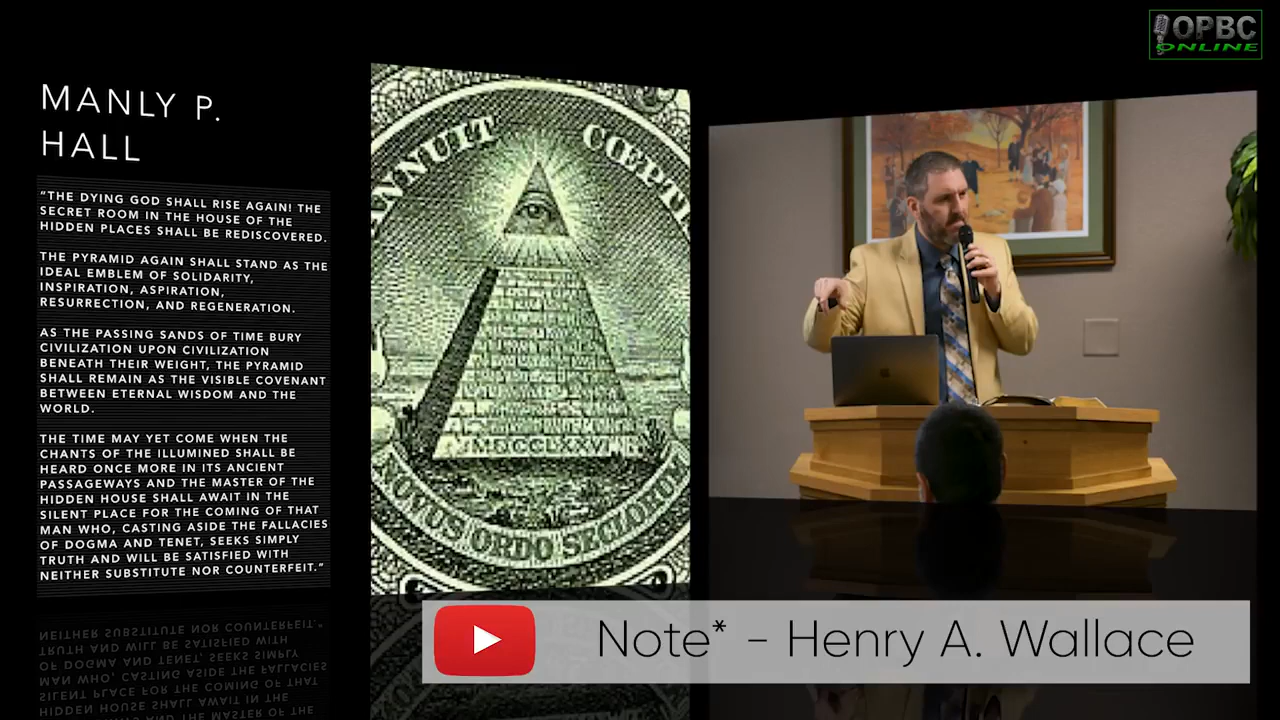 OPBC
ONLINE
MANLY P.
HALL
"THE DYING GOD SHALL RISE AGAIN! THE
SECRET ROOM IN THE HOUSE OF THE
HIDDEN PLACES SHALL BE REDISCOVERED.
THE PYRAMID AGAIN SHALL STAND AS THE
IDEAL EMBLEM OF SOLIDARITY,
INSPIRATION, ASPIRATION,
RESURRECTION, AND REGENERATION.
AS THE PASSING SANDS OF TIME BURY
CIVILIZATION UPON CIVILIZATION
BENEATH THEIR WEIGHT, THE PYRAMID
SHALL REMAIN AS THE VISIBLE COVENANT
BETWEEN ETERNAL WISDOM AND THE
WORLD.
THE TIME MAY YET COME WHEN THE
CHANTS OF THE ILLUMINED SHALL BE
HEARD ONCE MORE IN ITS ANCIENT
PASSAGEWAYS AND THE MASTER OF THE
HIDDEN HOUSE SHALL AWAIT IN THE
SILENT PLACE FOR THE COMING OF THAT
MAN WHO, CASTING ASIDE THE FALLACIES
OF DOGMA AND TENET, SEEKS SIMPLY
TRUTH AND WILL BE SATISFIED WITH
NEITHER SUBSTITUTE NOR COUNTERFEIT."
ANNUIT CŒPTI
MDCCLXXVI
NOVUS ORDO SECLORUM
Note* - Henry A. Wallace